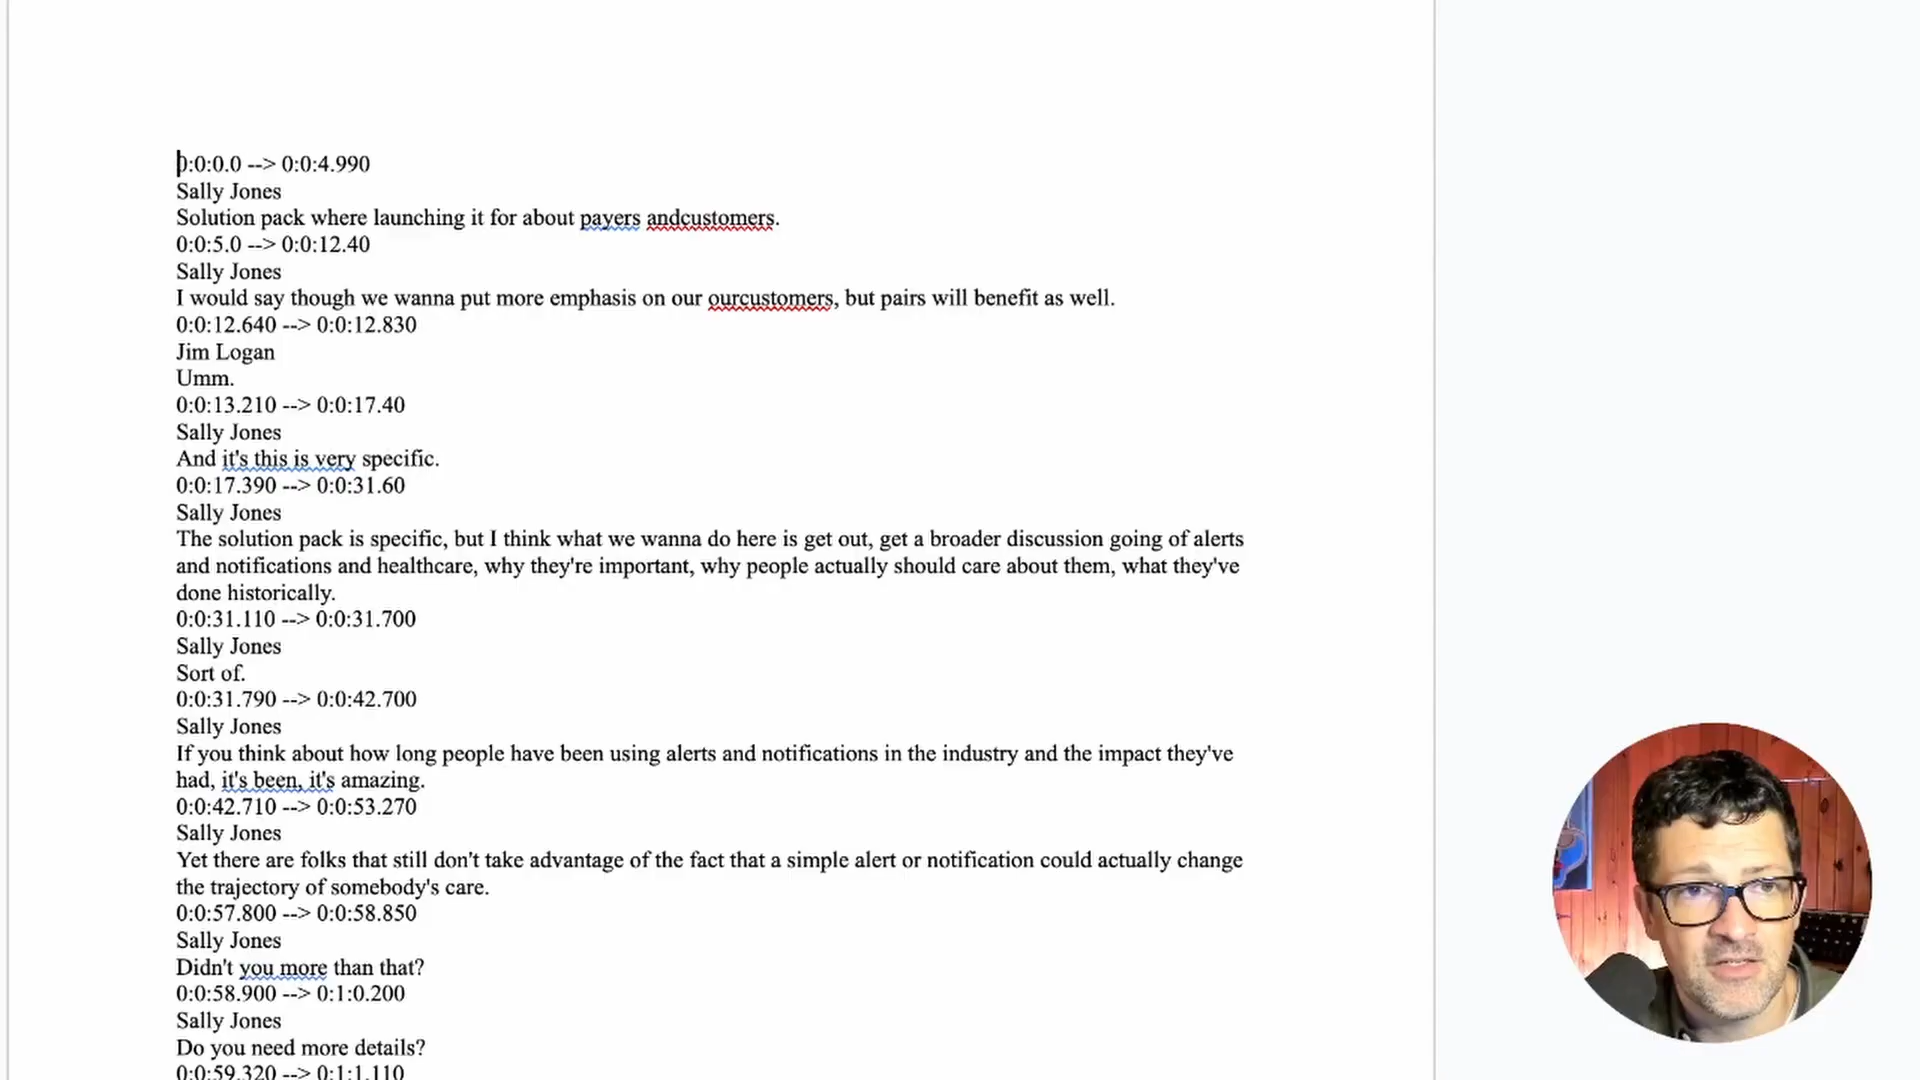 0:0:0.0 --> 0:0:4.990
Sally Jones
Solution pack where launching it for about payers andcustomers.
0:0:5.0 --> 0:0:12.40
Sally Jones
I would say though we wanna put more emphasis on our ourcustomers, but pairs will benefit as well.
0:0:12.640 --> 0:0:12.830
Jim Logan
Umm.
0:0:13.210 --> 0:0:17.40
Sally Jones
And it's this is very specific.
0:0:17.390 --> 0:0:31.60
Sally Jones
The solution pack is specific, but I think what we wanna do here is get out, get a broader discussion going of alerts
and notifications and healthcare, why they're important, why people actually should care about them, what they've
done historically.
0:0:31.110 --> 0:0:31.700
Sally Jones
Sort of.
0:0:31.790 --> 0:0:42.700
Sally Jones
If you think about how long people have been using alerts and notifications in the industry and the impact they've
had, it's been, it's amazing.
0:0:42.710 --> 0:0:53.270
Sally Jones
Yet there are folks that still don't take advantage of the fact that a simple alert or notification could actually change
the trajectory of somebody's care.
0:0:57.800 --> 0:0:58.850
Sally Jones
Didn't you more than that?
0:0:58.900 --> 0:1:0.200
Sally Jones
Do you need more details?
0:0:59.320 --> 0:1:1.110